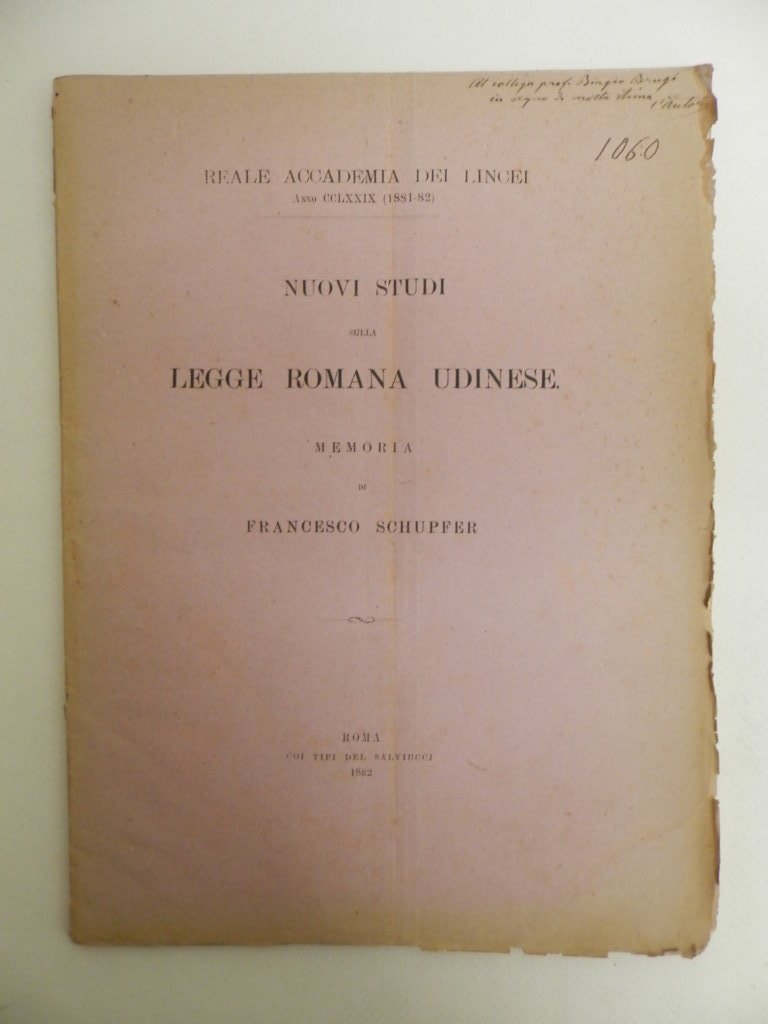 Al collega prof. Biagio Brugi
in segno di molta stima
l'Autore
1060
REALE ACCADEMIA DEI LINCEI
ANNO CCLXXIX (1881-82)
NUOVI STUDI
SULLA
LEGGE ROMANA UDINESE.
MEMORIA
DI
FRANCESCO SCHUPFER
ROMA
COI TIPI DEL SALVIUCCI
1882